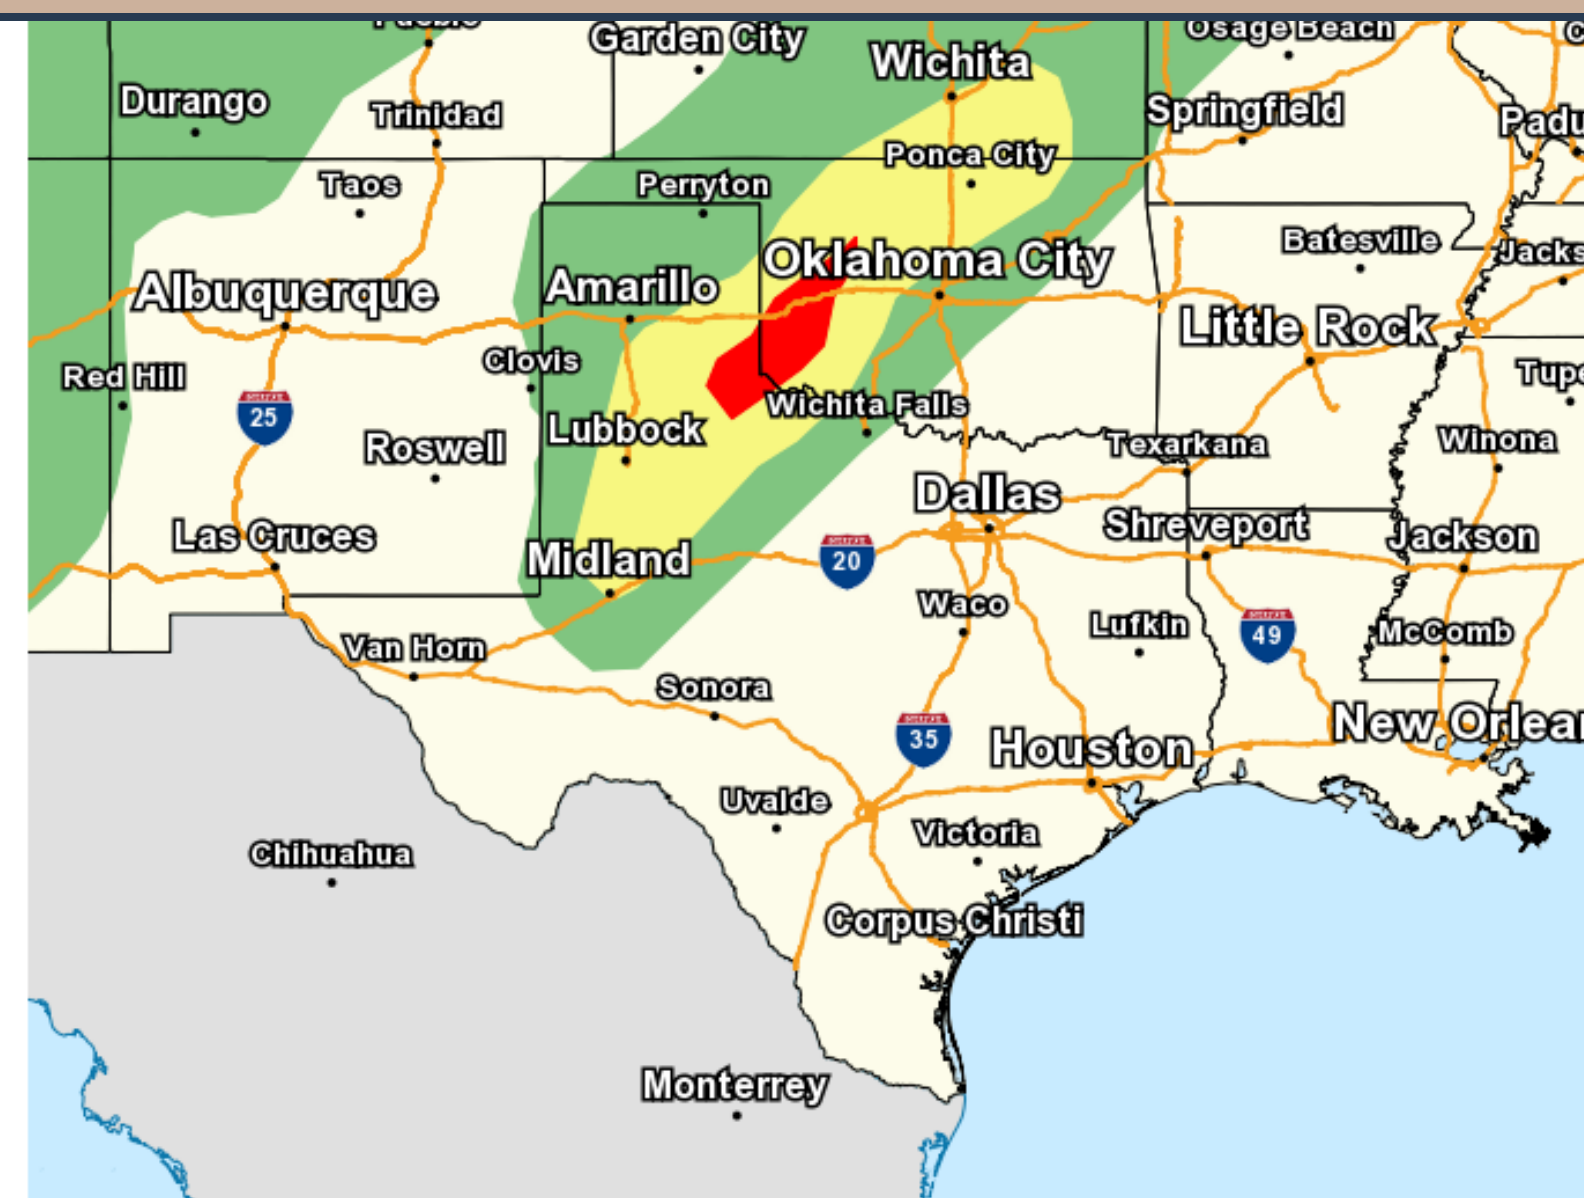 Pueblo
Garden City
Wichita
Osage Beach
Durango
Trinidad
Springfield
Padu
Ponca City
Taos
Perryton
Oklahoma City
Batesville
Jacks
Albuquerque
Amarillo
Little Rock
Clovis
Red Hill
Tupe
25
Wichita Falls
Lubbock
Roswell
Texarkana
Winona
Dallas
Shreveport
Jackson
Las Cruces
Midland
20
Waco
Lufkin
49
McComb
Van Horn
Sonora
New Orlean
35
Houston
Uvalde
Victoria
Chihuahua
Corpus Christi
Monterrey